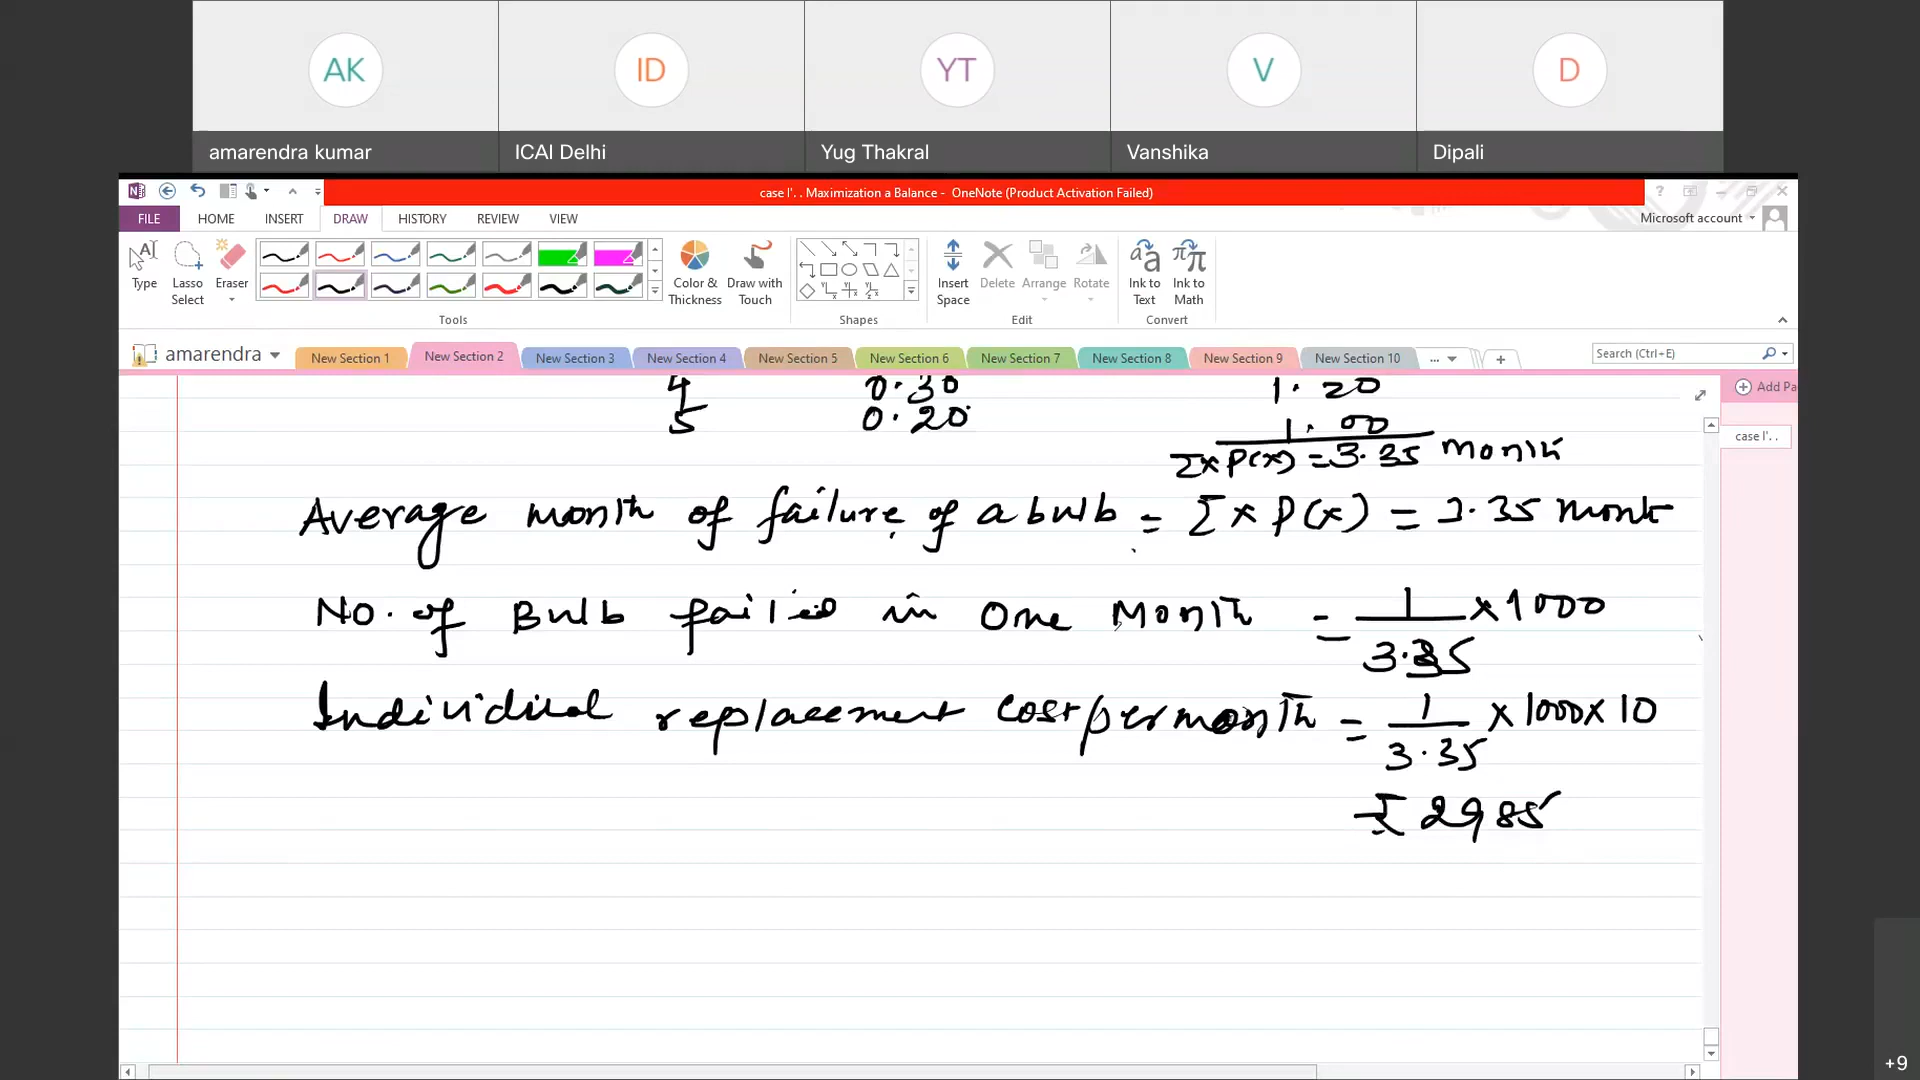 AK
ID
YT
V
D
amarendra kumar
ICAI Delhi
Yug Thakral
Vanshika
Dipali
case I'. . Maximization a Balance - OneNote (Product Activation Failed)
?
FILE HOME INSERT DRAW HISTORY REVIEW VIEW
Microsoft account
Type
Lasso Select
Eraser
Color & Thickness
Draw with Touch
Insert Space
Delete
Arrange
Rotate
Ink to Text
Ink to Math
Tools
Shapes
Edit
Convert
amarendra
New Section 1
New Section 2
New Section 3
New Section 4
New Section 5
New Section 6
New Section 7
New Section 8
New Section 9
New Section 10
...
Search (Ctrl+E)
Add Pa
case I'. .
4 0.30 1.20
5 0.20 1.00
Σx P(x) = 3.35 month
Average month of failure of a bulb = Σ x P(x) = 3.35 mont
No. of Bulb failed in One Month = 1/3.35 × 1000
Individual replacement cost per month = 1/3.35 × 1000 × 10
= ₹ 2985
+9